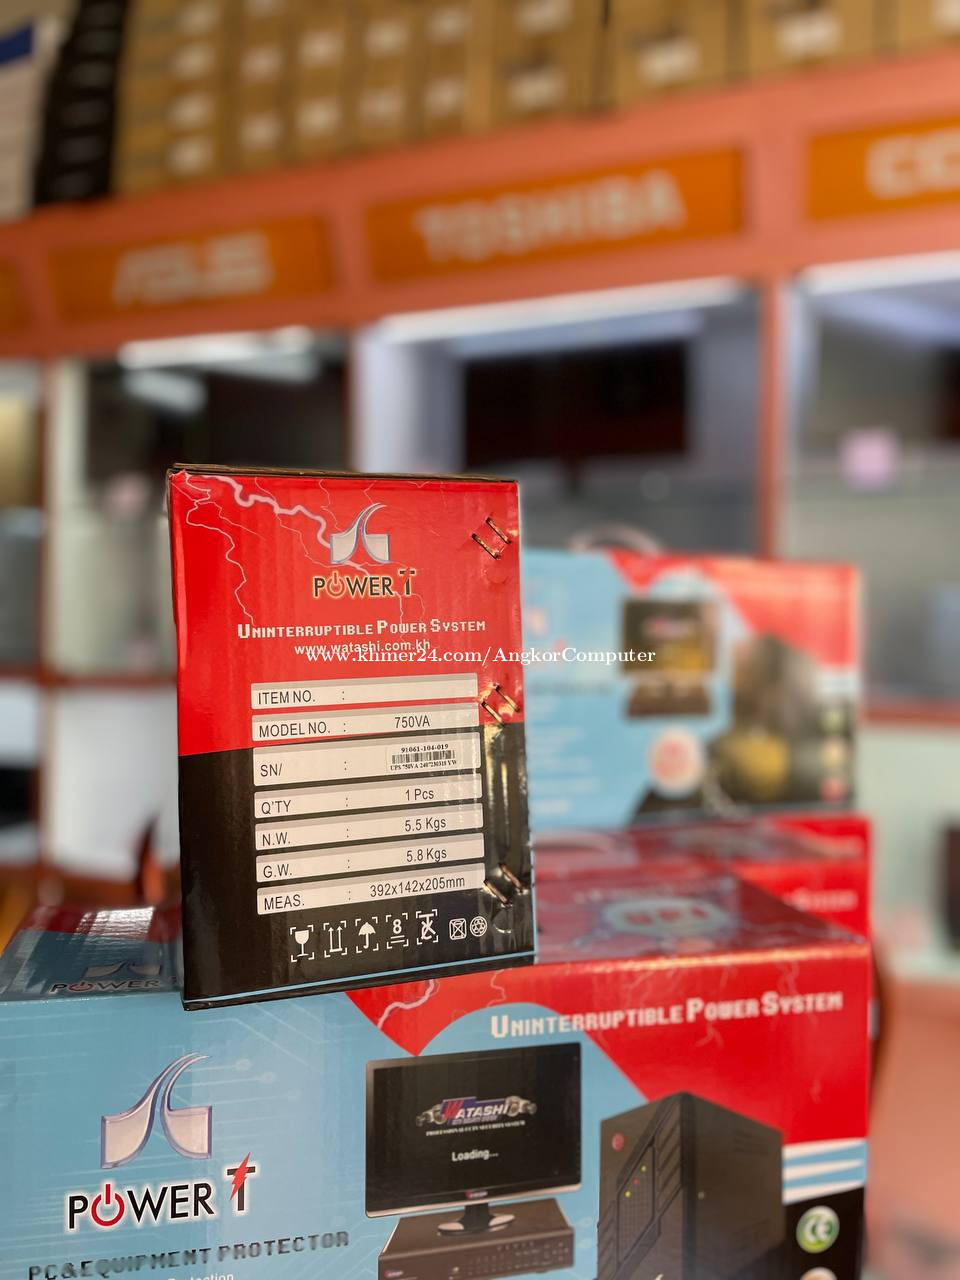 ASUS
TOSHIBA
POWER T
UNINTERRUPTIBLE POWER SYSTEM
www.watashi.com.kh
www.khmer24.com/AngkorComputer
ITEM NO. :
MODEL NO. : 750VA
SN/ :
91061-104-019
Q'TY : 1 Pcs
N.W. : 5.5 Kgs
G.W. : 5.8 Kgs
MEAS. : 392x142x205mm
8
POWER
UNINTERRUPTIBLE POWER SYSTEM
WATASHI
Loading...
POWER T
PC & EQUIPMENT PROTECTOR